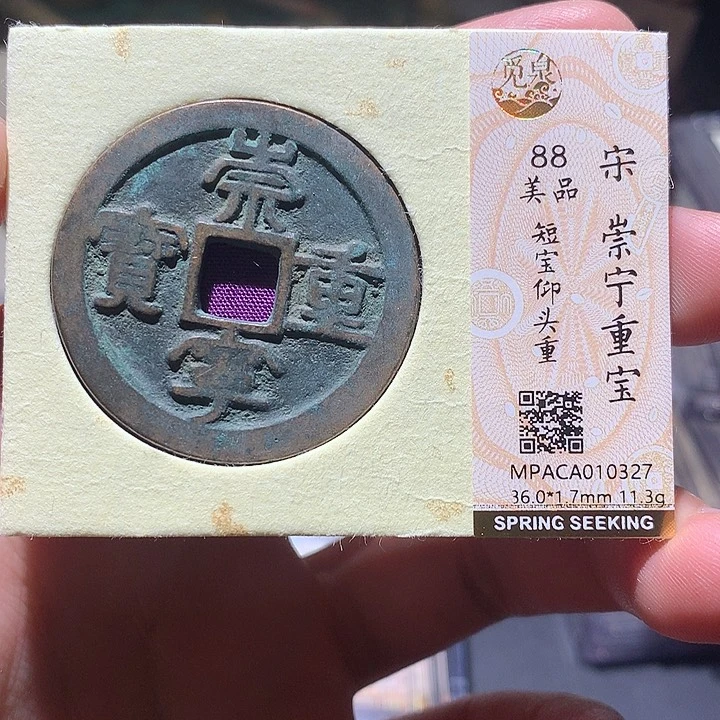 崇
寧
重
寶
觅泉
88
美品
短宝仰头重
宋 崇宁重宝
MPACA010327
36.0*1.7mm 11.3g
SPRING SEEKING